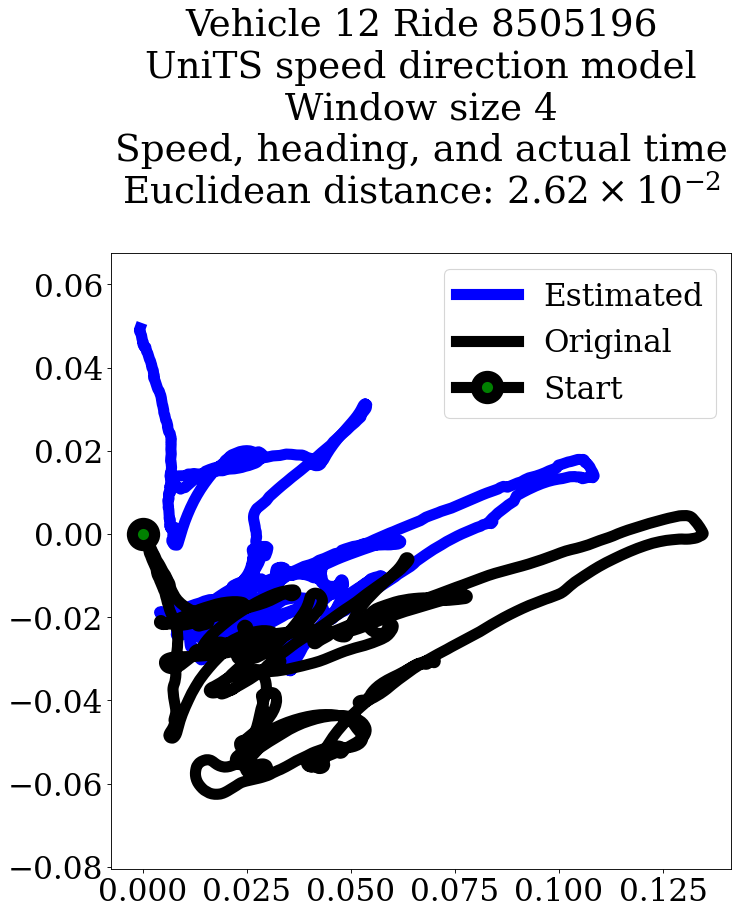 Vehicle 12 Ride 8505196
UniTS speed direction model
Window size 4
Speed, heading, and actual time
Euclidean distance: 2.62 × 10⁻²
Estimated
Original
Start
0.06
0.04
0.02
0.00
−0.02
−0.04
−0.06
−0.08
0.000 0.025 0.050 0.075 0.100 0.125